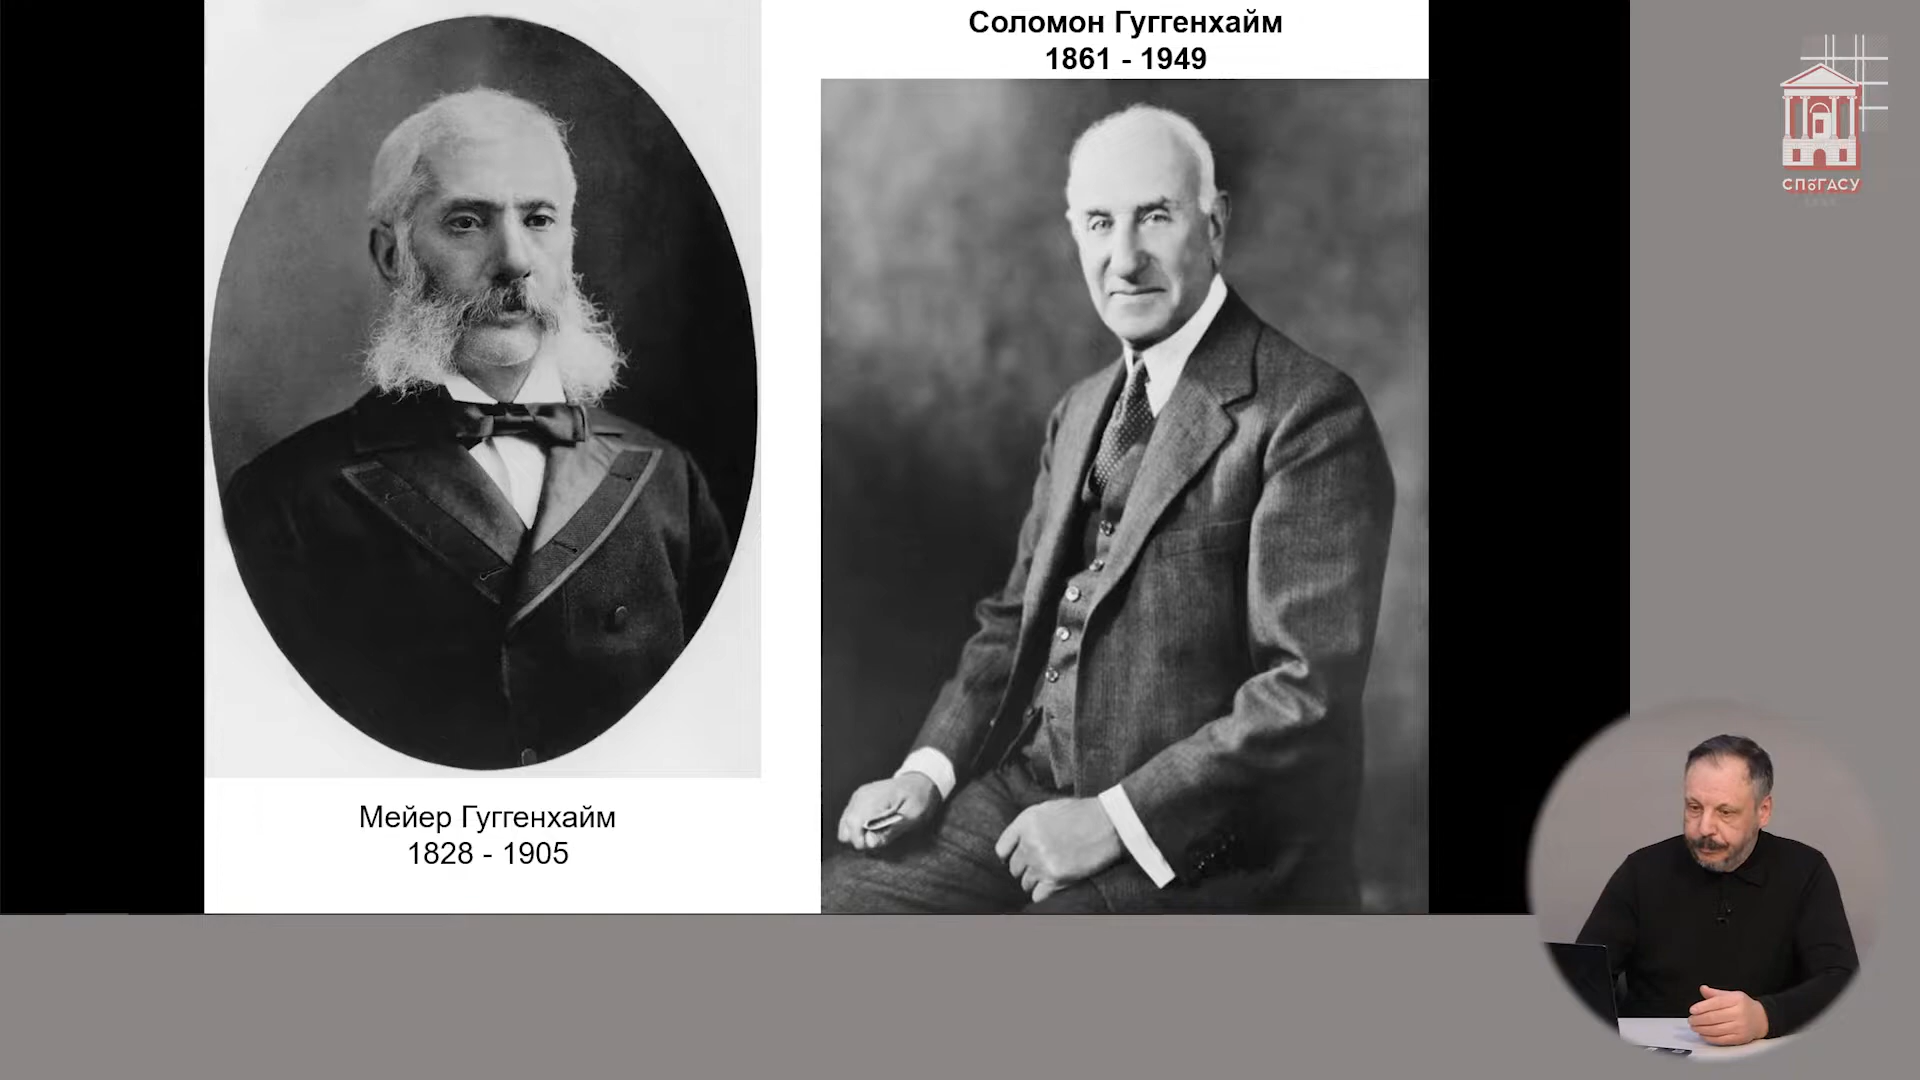 Соломон Гуггенхайм
1861 - 1949
СПбГАСУ
Мейер Гуггенхайм
1828 - 1905